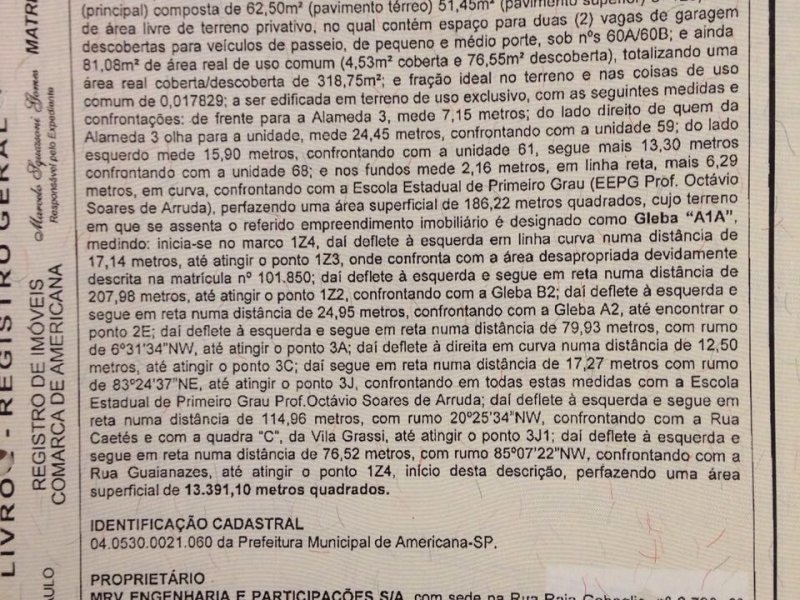 (principal) composta de 62,50m² (pavimento térreo) 51,45m² (pavimento superior)
de área livre de terreno privativo, no qual contém espaço para duas (2) vagas de garagem
descobertas para veículos de passeio, de pequeno e médio porte, sob nºs 60A/60B; e ainda
81,08m² de área real de uso comum (4,53m² coberta e 76,55m² descoberta), totalizando uma
área real coberta/descoberta de 318,75m²; e fração ideal no terreno e nas coisas de uso
comum de 0,017829; a ser edificada em terreno de uso exclusivo, com as seguintes medidas e
confrontações: de frente para a Alameda 3, mede 7,15 metros; do lado direito de quem da
Alameda 3 olha para a unidade, mede 24,45 metros, confrontando com a unidade 59; do lado
esquerdo mede 15,90 metros, confrontando com a unidade 61, segue mais 13,30 metros
confrontando com a unidade 68; e nos fundos mede 2,16 metros, em linha reta, mais 6,29
metros, em curva, confrontando com a Escola Estadual de Primeiro Grau (EEPG Prof. Octávio
Soares de Arruda), perfazendo uma área superficial de 186,22 metros quadrados, cujo terreno
em que se assenta o referido empreendimento imobiliário é designado como Gleba “A1A”,
medindo: inicia-se no marco 1Z4, daí deflete à esquerda em linha curva numa distância de
17,14 metros, até atingir o ponto 1Z3, onde confronta com a área desapropriada devidamente
descrita na matrícula nº 101.850; daí deflete à esquerda e segue em reta numa distância de
207,98 metros, até atingir o ponto 1Z2, confrontando com a Gleba B2; daí deflete à esquerda e
segue em reta numa distância de 24,95 metros, confrontando com a Gleba A2, até encontrar o
ponto 2E; daí deflete à esquerda e segue em reta numa distância de 79,93 metros, com rumo
de 6º31'34"NW, até atingir o ponto 3A; daí deflete à direita em curva numa distância de 12,50
metros, até atingir o ponto 3C; daí segue em reta numa distância de 17,27 metros com rumo
de 83º24'37"NE, até atingir o ponto 3J, confrontando em todas estas medidas com a Escola
Estadual de Primeiro Grau Prof.Octávio Soares de Arruda; daí deflete à esquerda e segue em
reta numa distância de 114,96 metros, com rumo 20º25'34"NW, confrontando com a Rua
Caetés e com a quadra "C", da Vila Grassi, até atingir o ponto 3J1; daí deflete à esquerda e
segue em reta numa distância de 76,52 metros, com rumo 85º07'22"NW, confrontando com a
Rua Guaianazes, até atingir o ponto 1Z4, início desta descrição, perfazendo uma área
superficial de 13.391,10 metros quadrados.
IDENTIFICAÇÃO CADASTRAL
04.0530.0021.060 da Prefeitura Municipal de Americana-SP.
PROPRIETÁRIO
MRV ENGENHARIA E PARTICIPAÇÕES S/A, com sede na Rua Raja
LIVRO - REGISTRO GERAL
REGISTRO DE IMÓVEIS
COMARCA DE AMERICANA
Responsável pelo Expediente